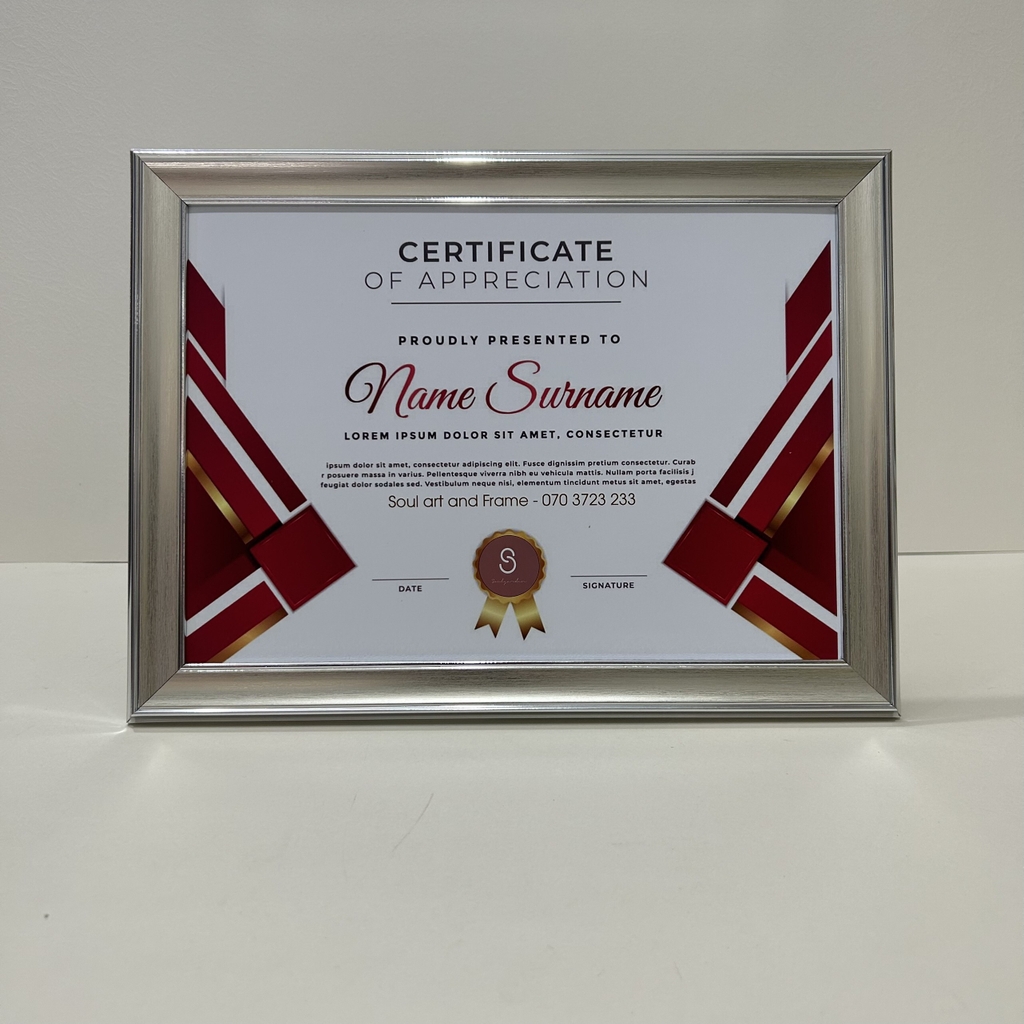 CERTIFICATE
OF APPRECIATION
PROUDLY PRESENTED TO
Name Surname
LOREM IPSUM DOLOR SIT AMET, CONSECTETUR
ipsum dolor sit amet, consectetur adipiscing elit. Fusce dignissim pretium consectetur. Curab
r posuere massa in varius. Pellentesque viverra nibh eu vehicula mattis. Nullam porta facilisis j
feugiat dolor sodales sed. Vestibulum neque nisi, elementum tincidunt metus sit amet, egestas
Soul art and Frame - 070 3723 233
S
DATE
SIGNATURE